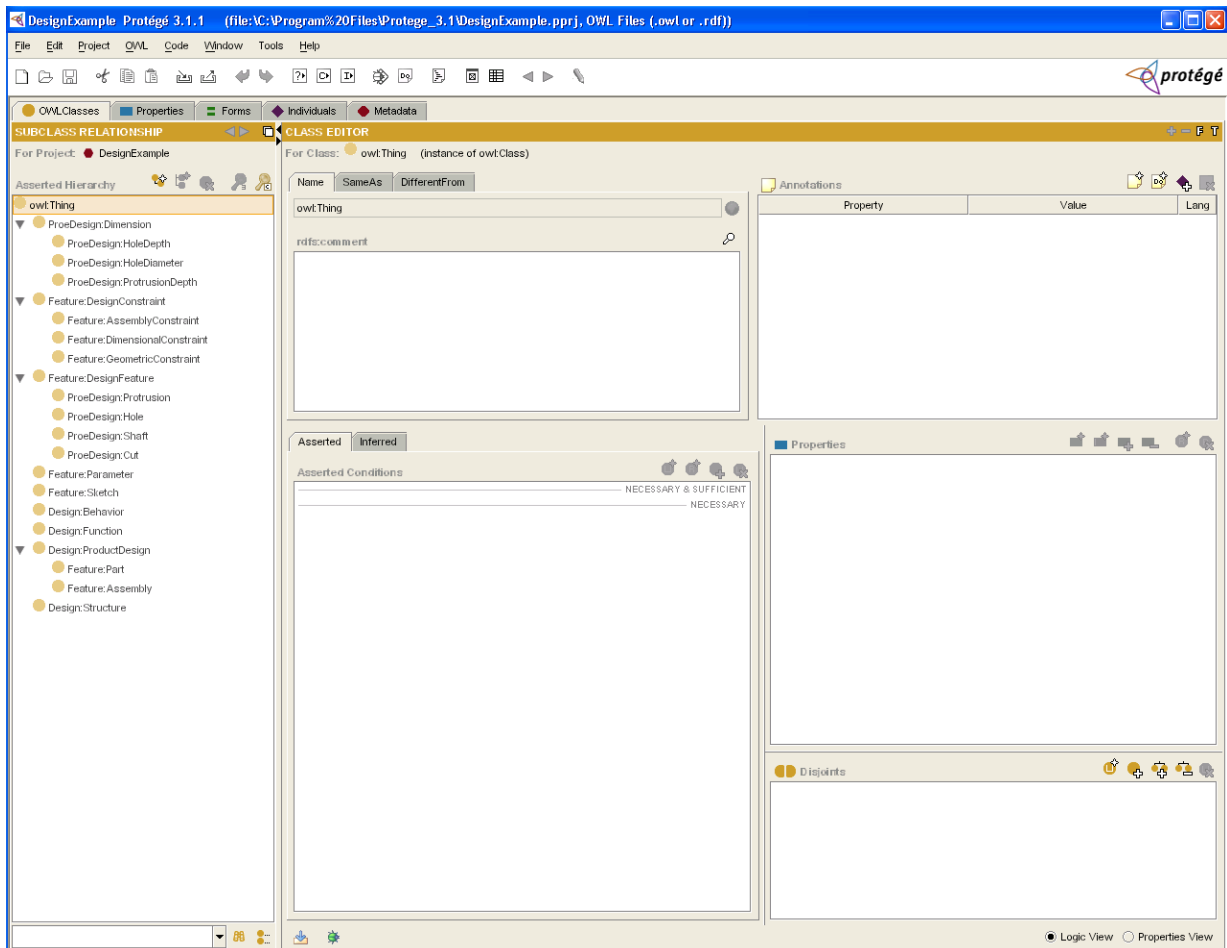 DesignExample Protégé 3.1.1 (file:\C:\Program%20Files\Protege_3.1\DesignExample.pprj, OWL Files (.owl or .rdf))
File Edit Project OWL Code Window Tools Help
protégé
OWLClasses Properties Forms Individuals Metadata
SUBCLASS RELATIONSHIP
For Project: DesignExample
Asserted Hierarchy
owl:Thing
ProeDesign:Dimension
ProeDesign:HoleDepth
ProeDesign:HoleDiameter
ProeDesign:ProtrusionDepth
Feature:DesignConstraint
Feature:AssemblyConstraint
Feature:DimensionalConstraint
Feature:GeometricConstraint
Feature:DesignFeature
ProeDesign:Protrusion
ProeDesign:Hole
ProeDesign:Shaft
ProeDesign:Cut
Feature:Parameter
Feature:Sketch
Design:Behavior
Design:Function
Design:ProductDesign
Feature:Part
Feature:Assembly
Design:Structure
CLASS EDITOR
F T
For Class: owl:Thing (instance of owl:Class)
Name SameAs DifferentFrom
owl:Thing
rdfs:comment
Annotations
Property Value Lang
Asserted Inferred
Asserted Conditions
NECESSARY & SUFFICIENT
NECESSARY
Properties
Disjoints
Logic View Properties View